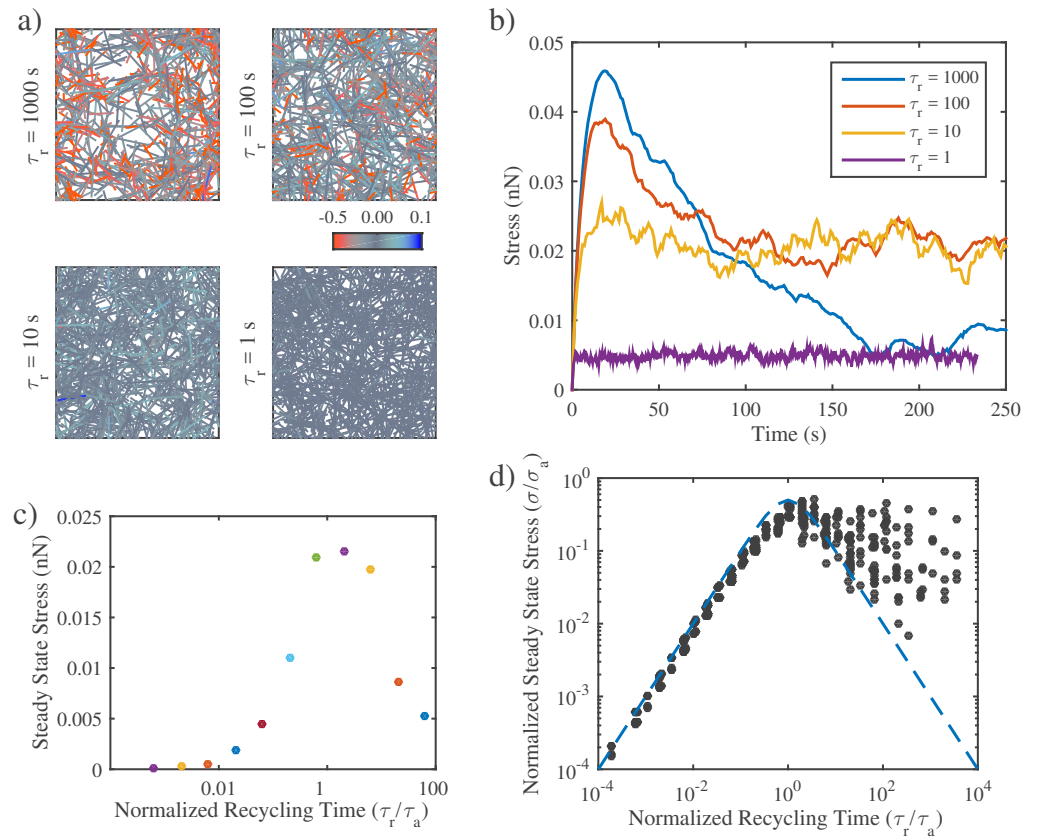 a)
τr = 1000 s
τr = 100 s
-0.5 0.00 0.1
τr = 10 s
τr = 1 s
b)
0.05
0.04
0.03
0.02
0.01
0
Stress (nN)
τr = 1000
τr = 100
τr = 10
τr = 1
0 50 100 150 200 250
Time (s)
c)
0.025
0.02
0.015
0.01
0.005
0
Steady State Stress (nN)
0.01 1 100
Normalized Recycling Time (τr/τa)
d)
10^0
10^-1
10^-2
10^-3
10^-4
Normalized Steady State Stress (σ/σa)
10^-4 10^-2 10^0 10^2 10^4
Normalized Recycling Time (τr/τa)